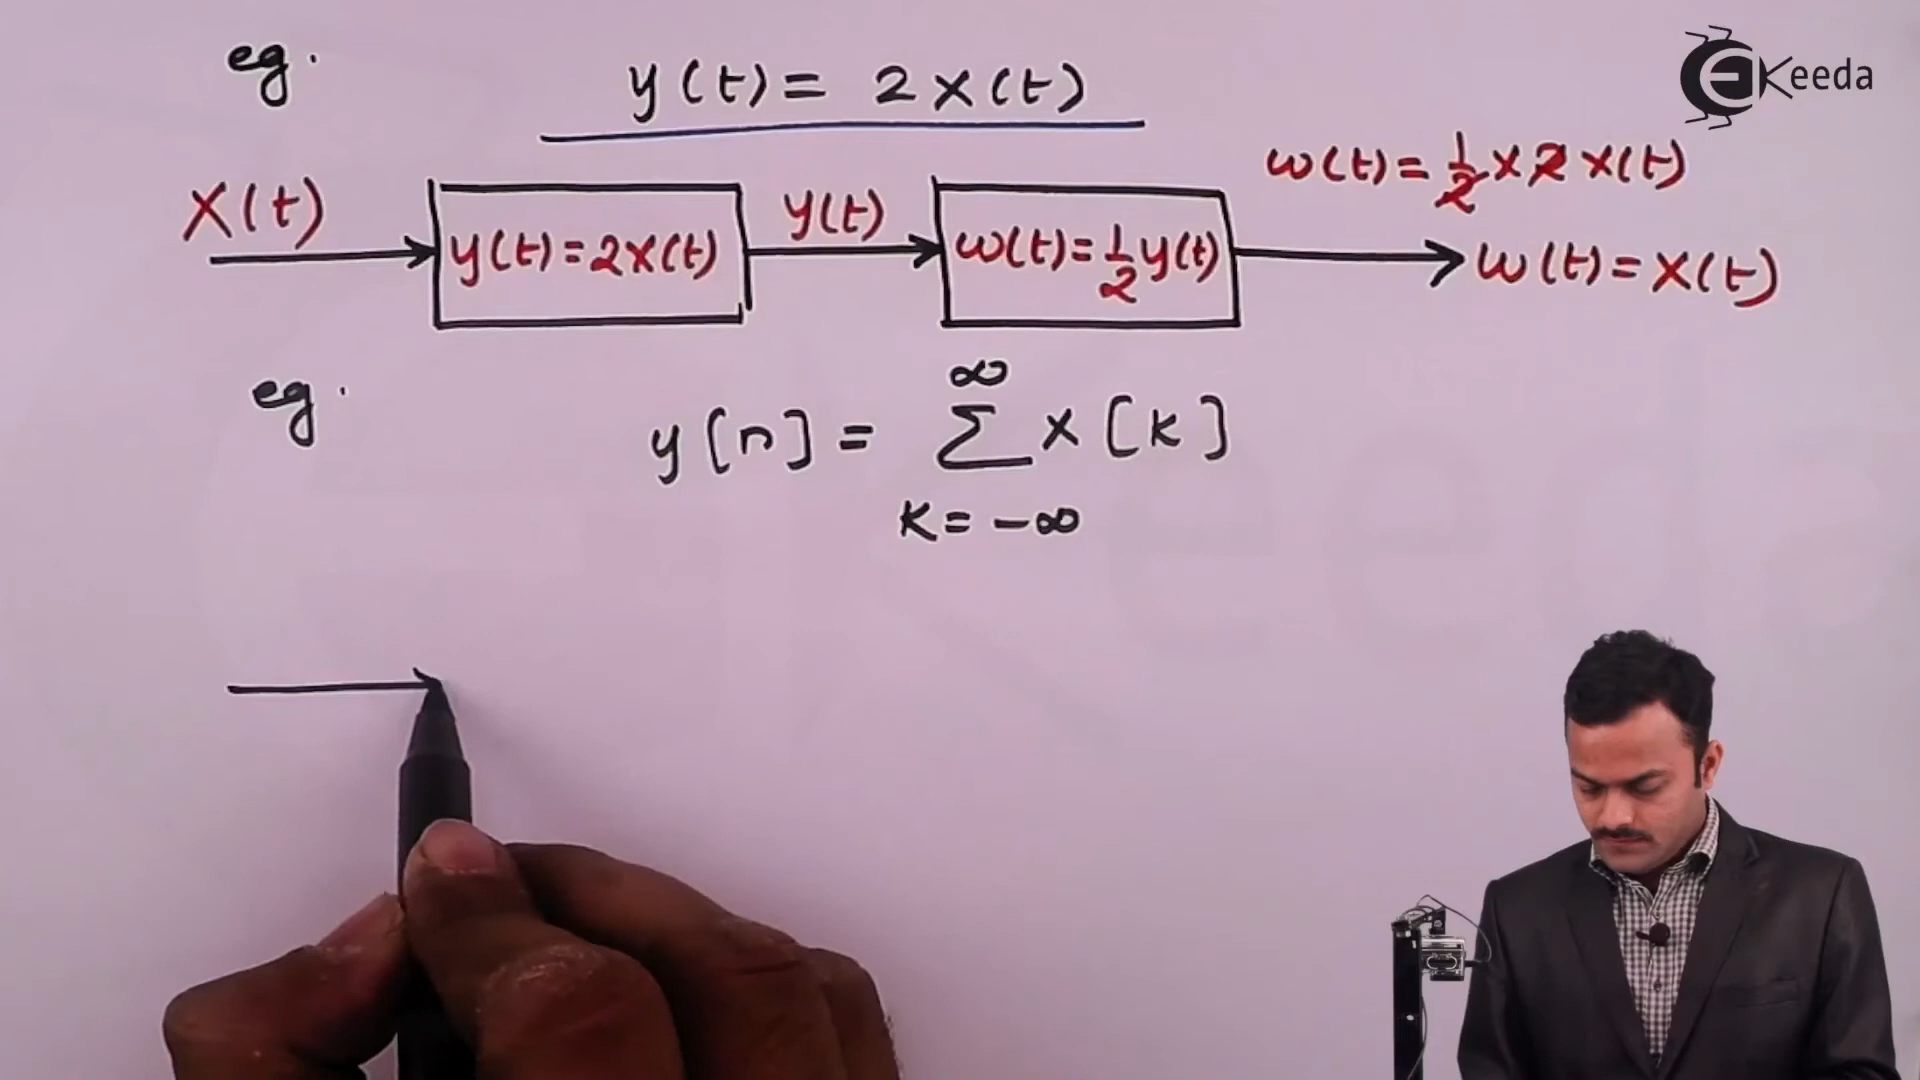 eg.
y(t) = 2x(t)
Keeda
w(t) = 1/2 x 2 x(t)
x(t)
y(t) = 2x(t)
y(t)
w(t) = 1/2 y(t)
w(t) = x(t)
eg.
∞
y[n] = Σ x[k]
k = -∞